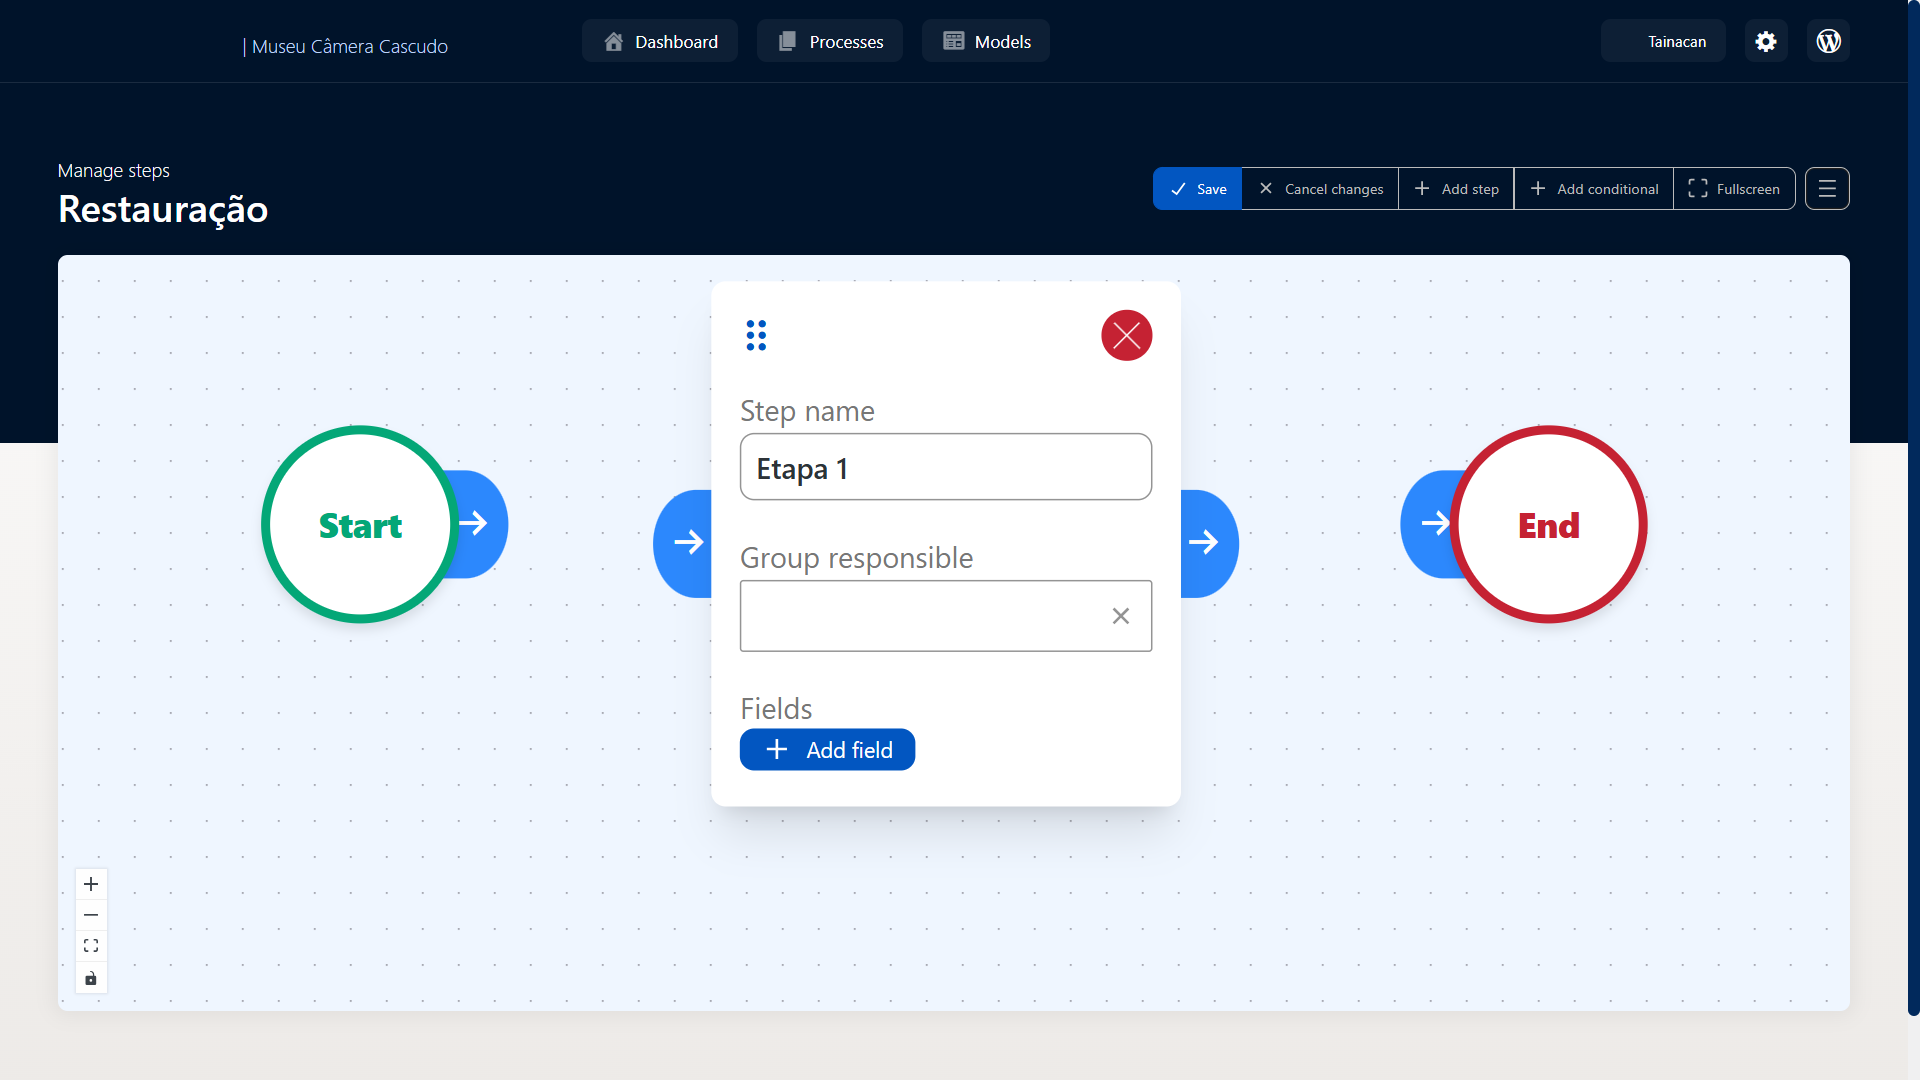 | Museu Câmera Cascudo
Dashboard
Processes
Models
Tainacan
Manage steps
Restauração
Save
Cancel changes
Add step
Add conditional
Fullscreen
Start
Step name
Etapa 1
Group responsible
Fields
Add field
End